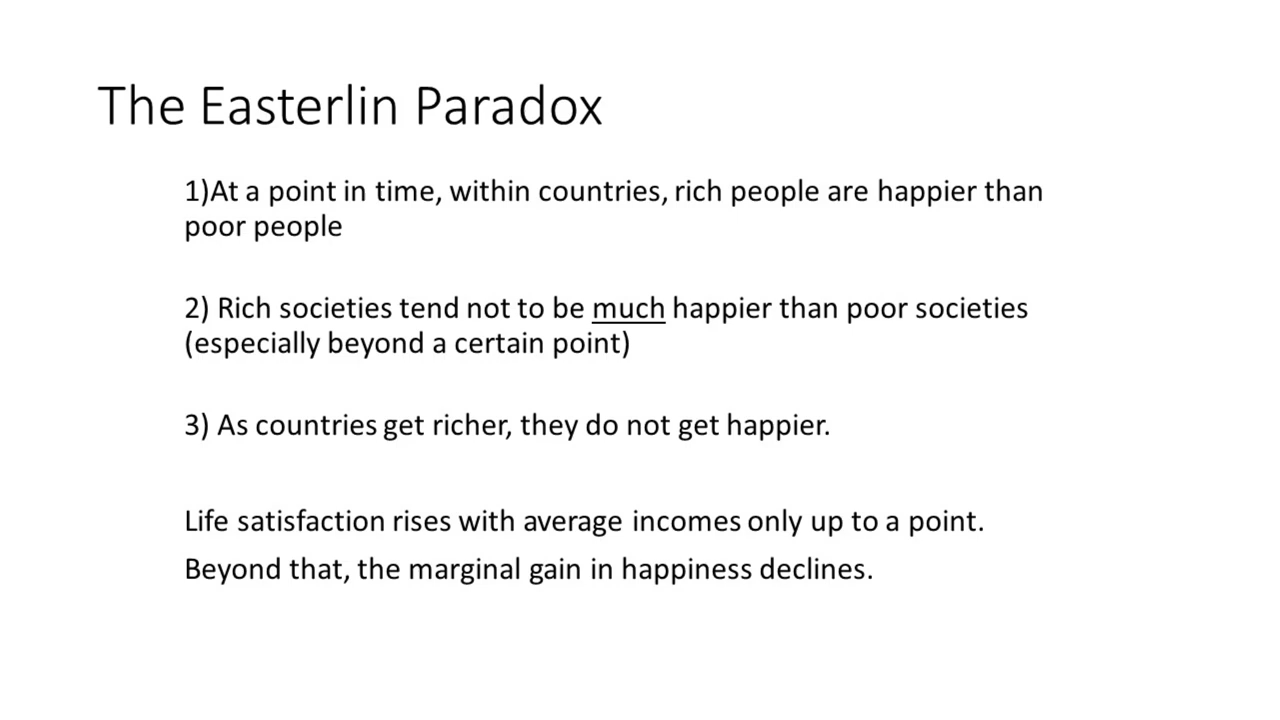 The Easterlin Paradox
1)At a point in time, within countries, rich people are happier than
poor people
2) Rich societies tend not to be much happier than poor societies
(especially beyond a certain point)
3) As countries get richer, they do not get happier.
Life satisfaction rises with average incomes only up to a point.
Beyond that, the marginal gain in happiness declines.